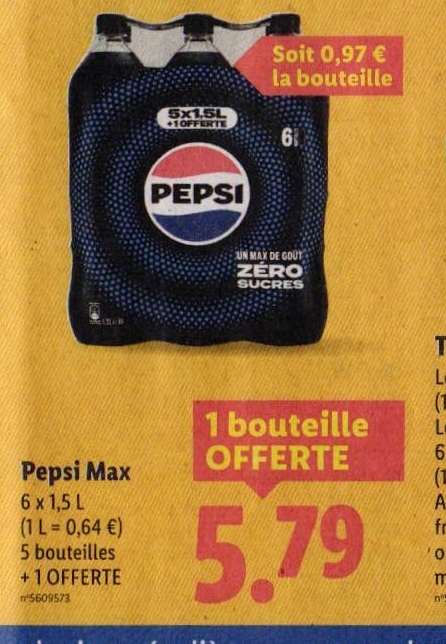 Soit 0,97 €
la bouteille
5x1,5L
+1 OFFERTE
6
PEPSI
UN MAX DE GOÛT
ZÉRO
SUCRES
1 bouteille
OFFERTE
Pepsi Max
6 x 1,5 L
(1 L = 0,64 €)
5 bouteilles
+ 1 OFFERTE
n°5609573
5.79